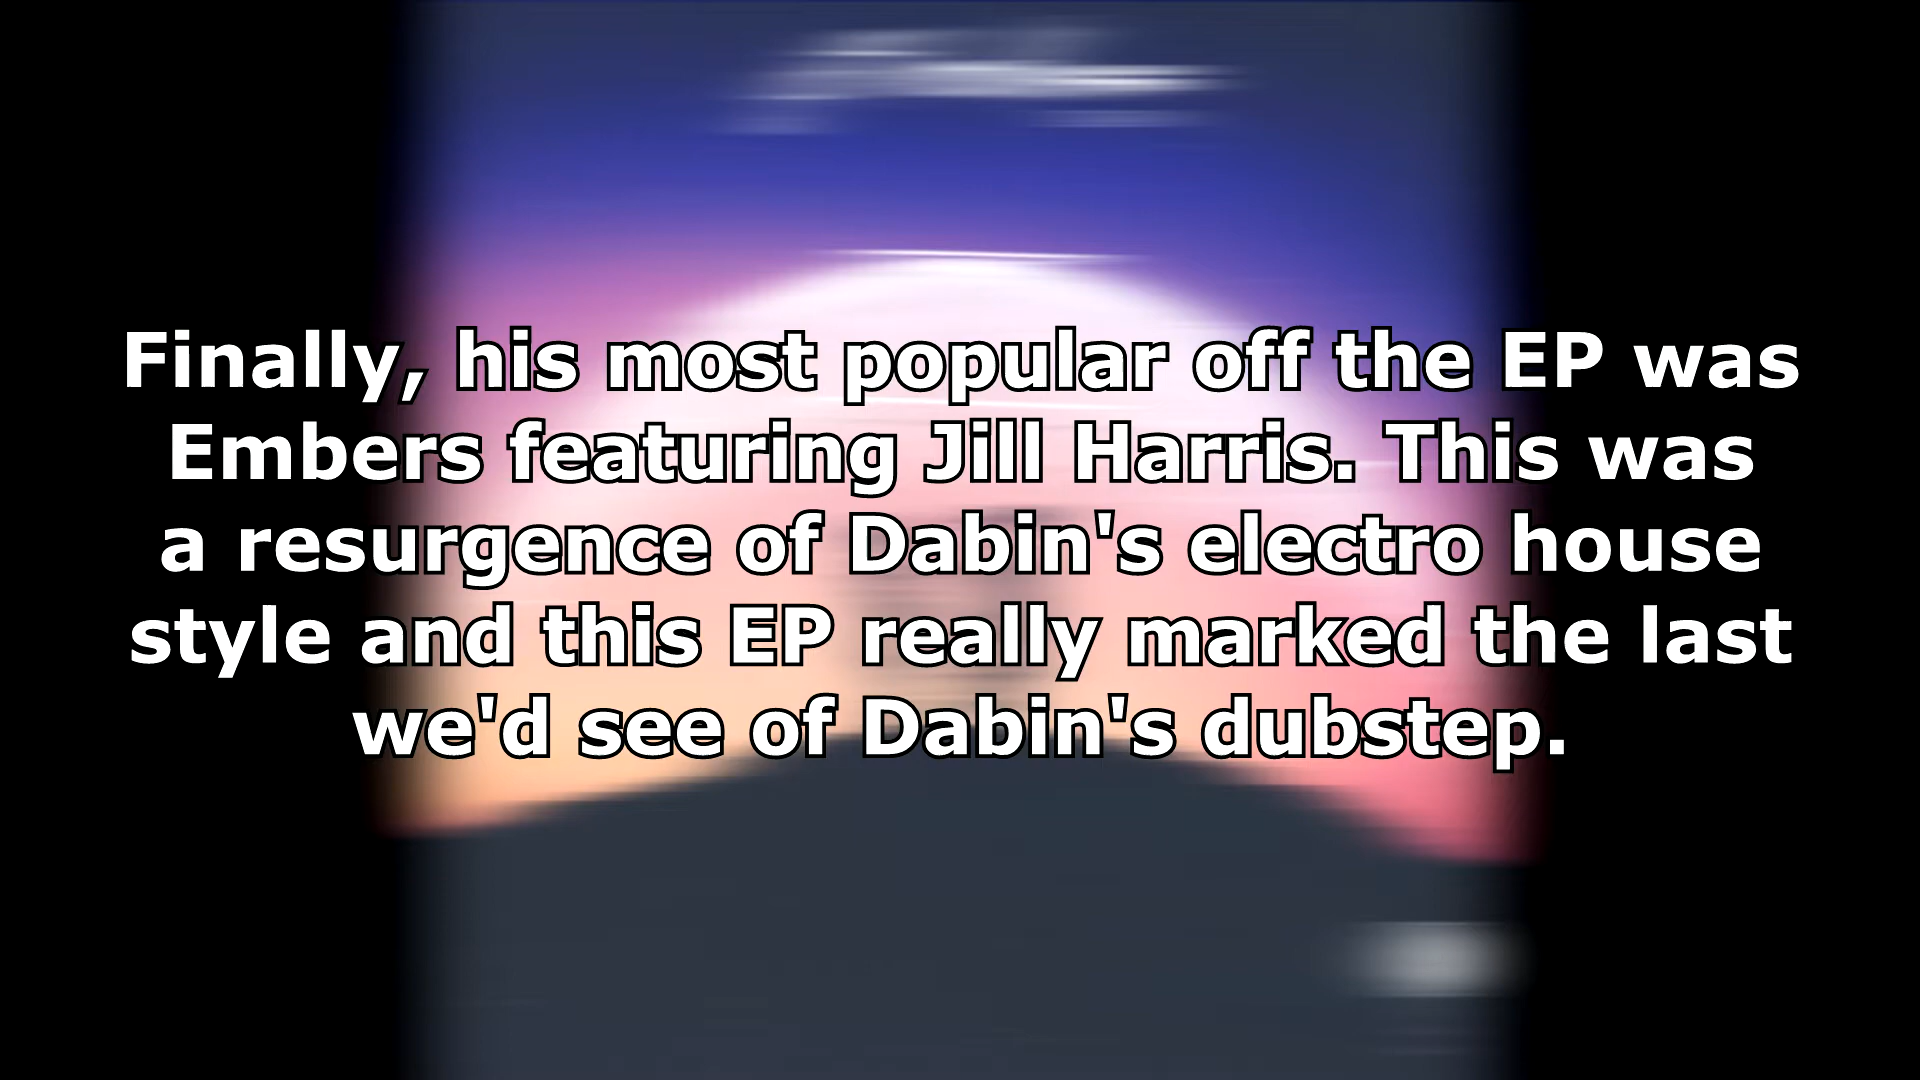 Finally, his most popular off the EP was
Embers featuring Jill Harris. This was
a resurgence of Dabin's electro house
style and this EP really marked the last
we'd see of Dabin's dubstep.